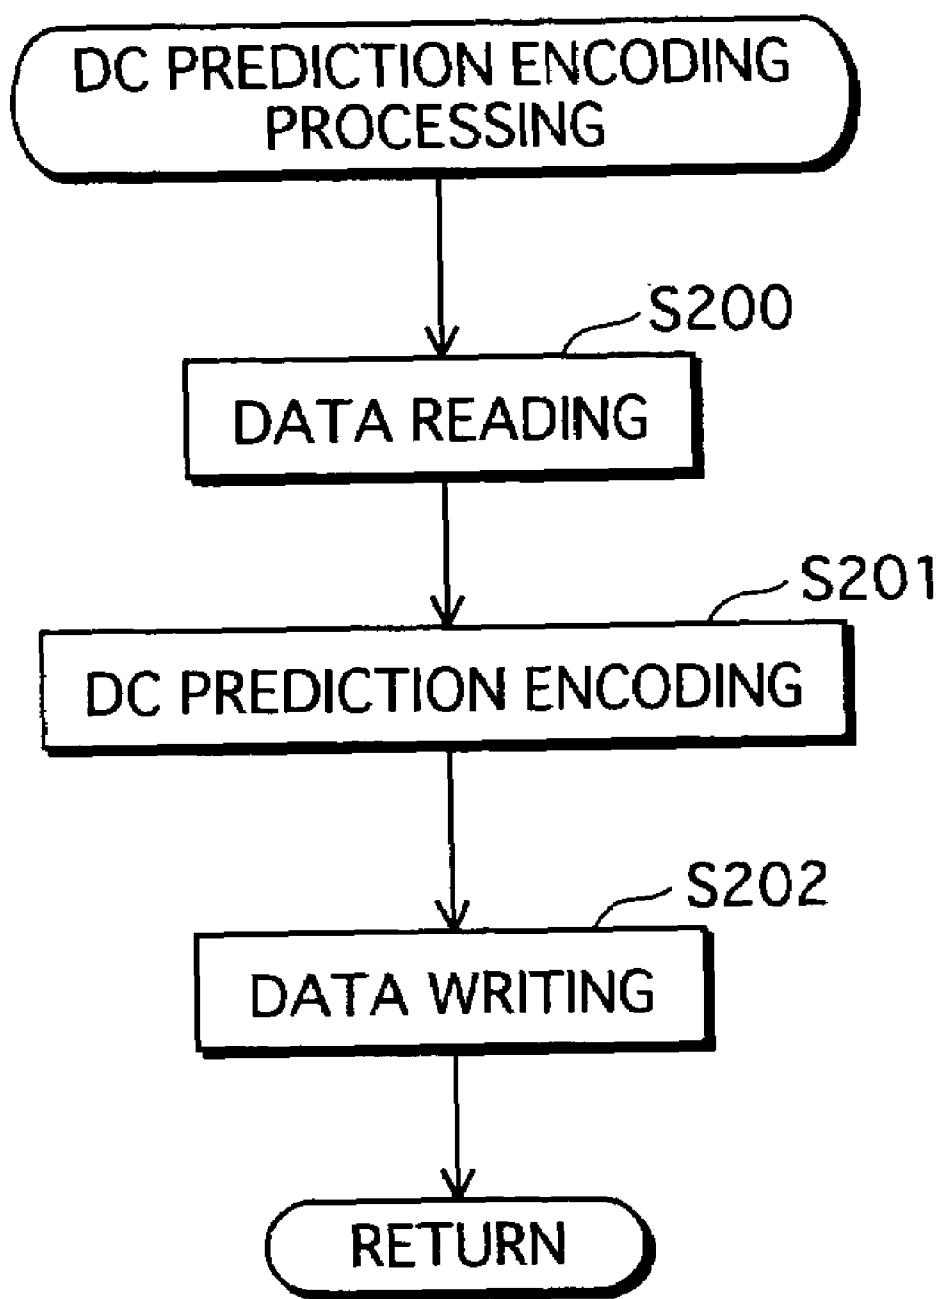 DC PREDICTION ENCODING
PROCESSING
S200
DATA READING
S201
DC PREDICTION ENCODING
S202
DATA WRITING
RETURN